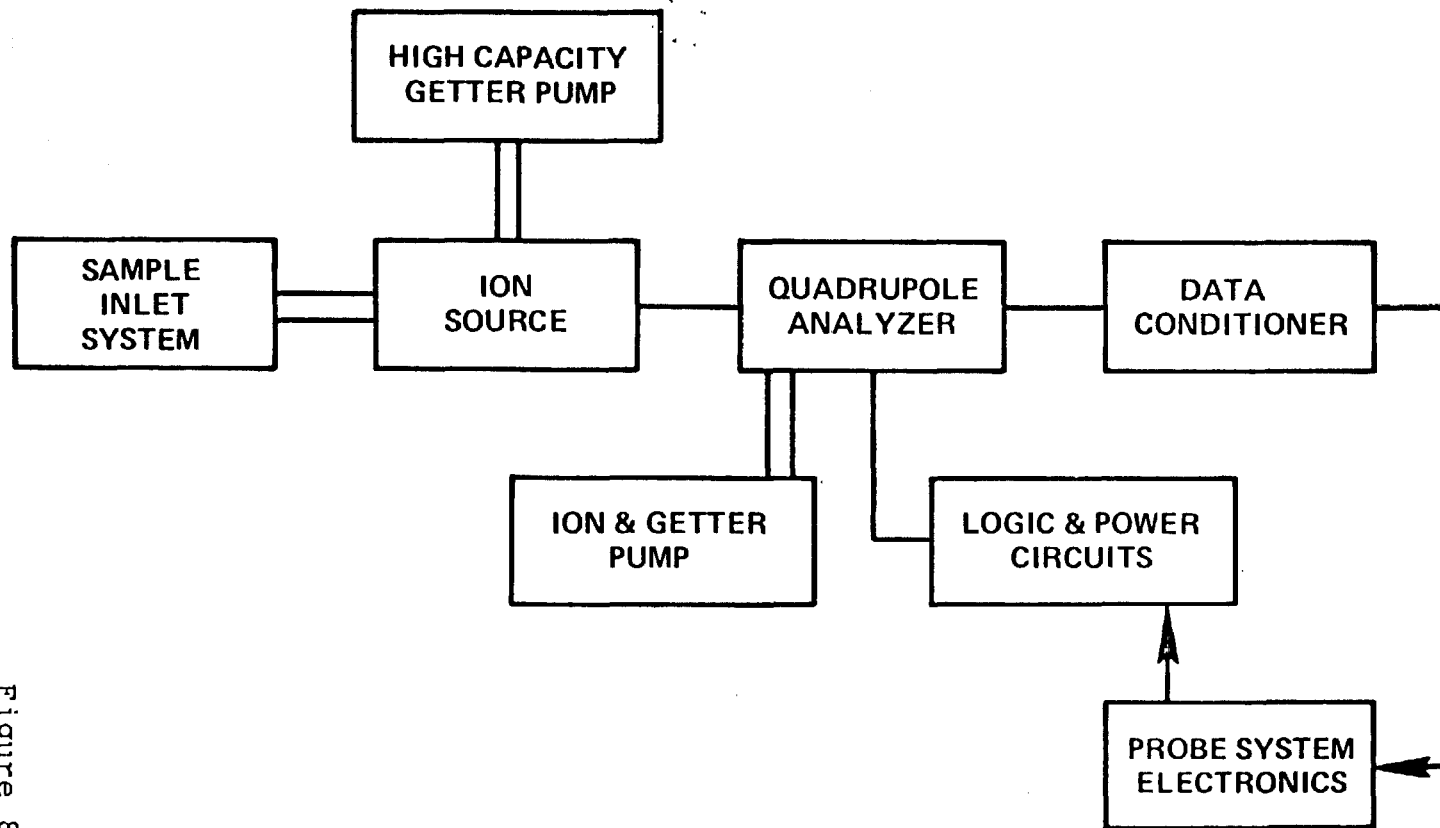 HIGH CAPACITY
GETTER PUMP
SAMPLE
INLET
SYSTEM
ION
SOURCE
QUADRUPOLE
ANALYZER
DATA
CONDITIONER
ION & GETTER
PUMP
LOGIC & POWER
CIRCUITS
PROBE SYSTEM
ELECTRONICS
Figure 8